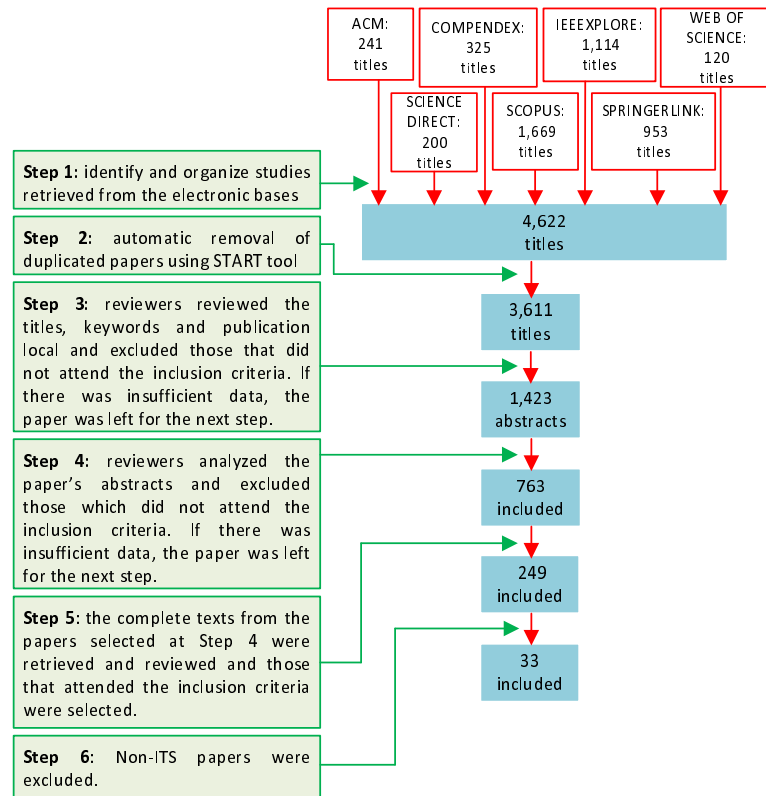 ACM:
241
titles
COMPENDEX:
325
titles
IEEEXPLORE:
1,114
titles
WEB OF
SCIENCE:
120
titles
SCIENCE
DIRECT:
200
titles
SCOPUS:
1,669
titles
SPRINGERLINK:
953
titles
Step 1: identify and organize studies
retrieved from the electronic bases
4,622
titles
Step 2: automatic removal of
duplicated papers using START tool
3,611
titles
Step 3: reviewers reviewed the
titles, keywords and publication
local and excluded those that did
not attend the inclusion criteria. If
there was insufficient data, the
paper was left for the next step.
1,423
abstracts
Step 4: reviewers analyzed the
paper's abstracts and excluded
those which did not attend the
inclusion criteria. If there was
insufficient data, the paper was left
for the next step.
763
included
249
included
Step 5: the complete texts from the
papers selected at Step 4 were
retrieved and reviewed and those
that attended the inclusion criteria
were selected.
33
included
Step 6: Non-ITS papers were
excluded.